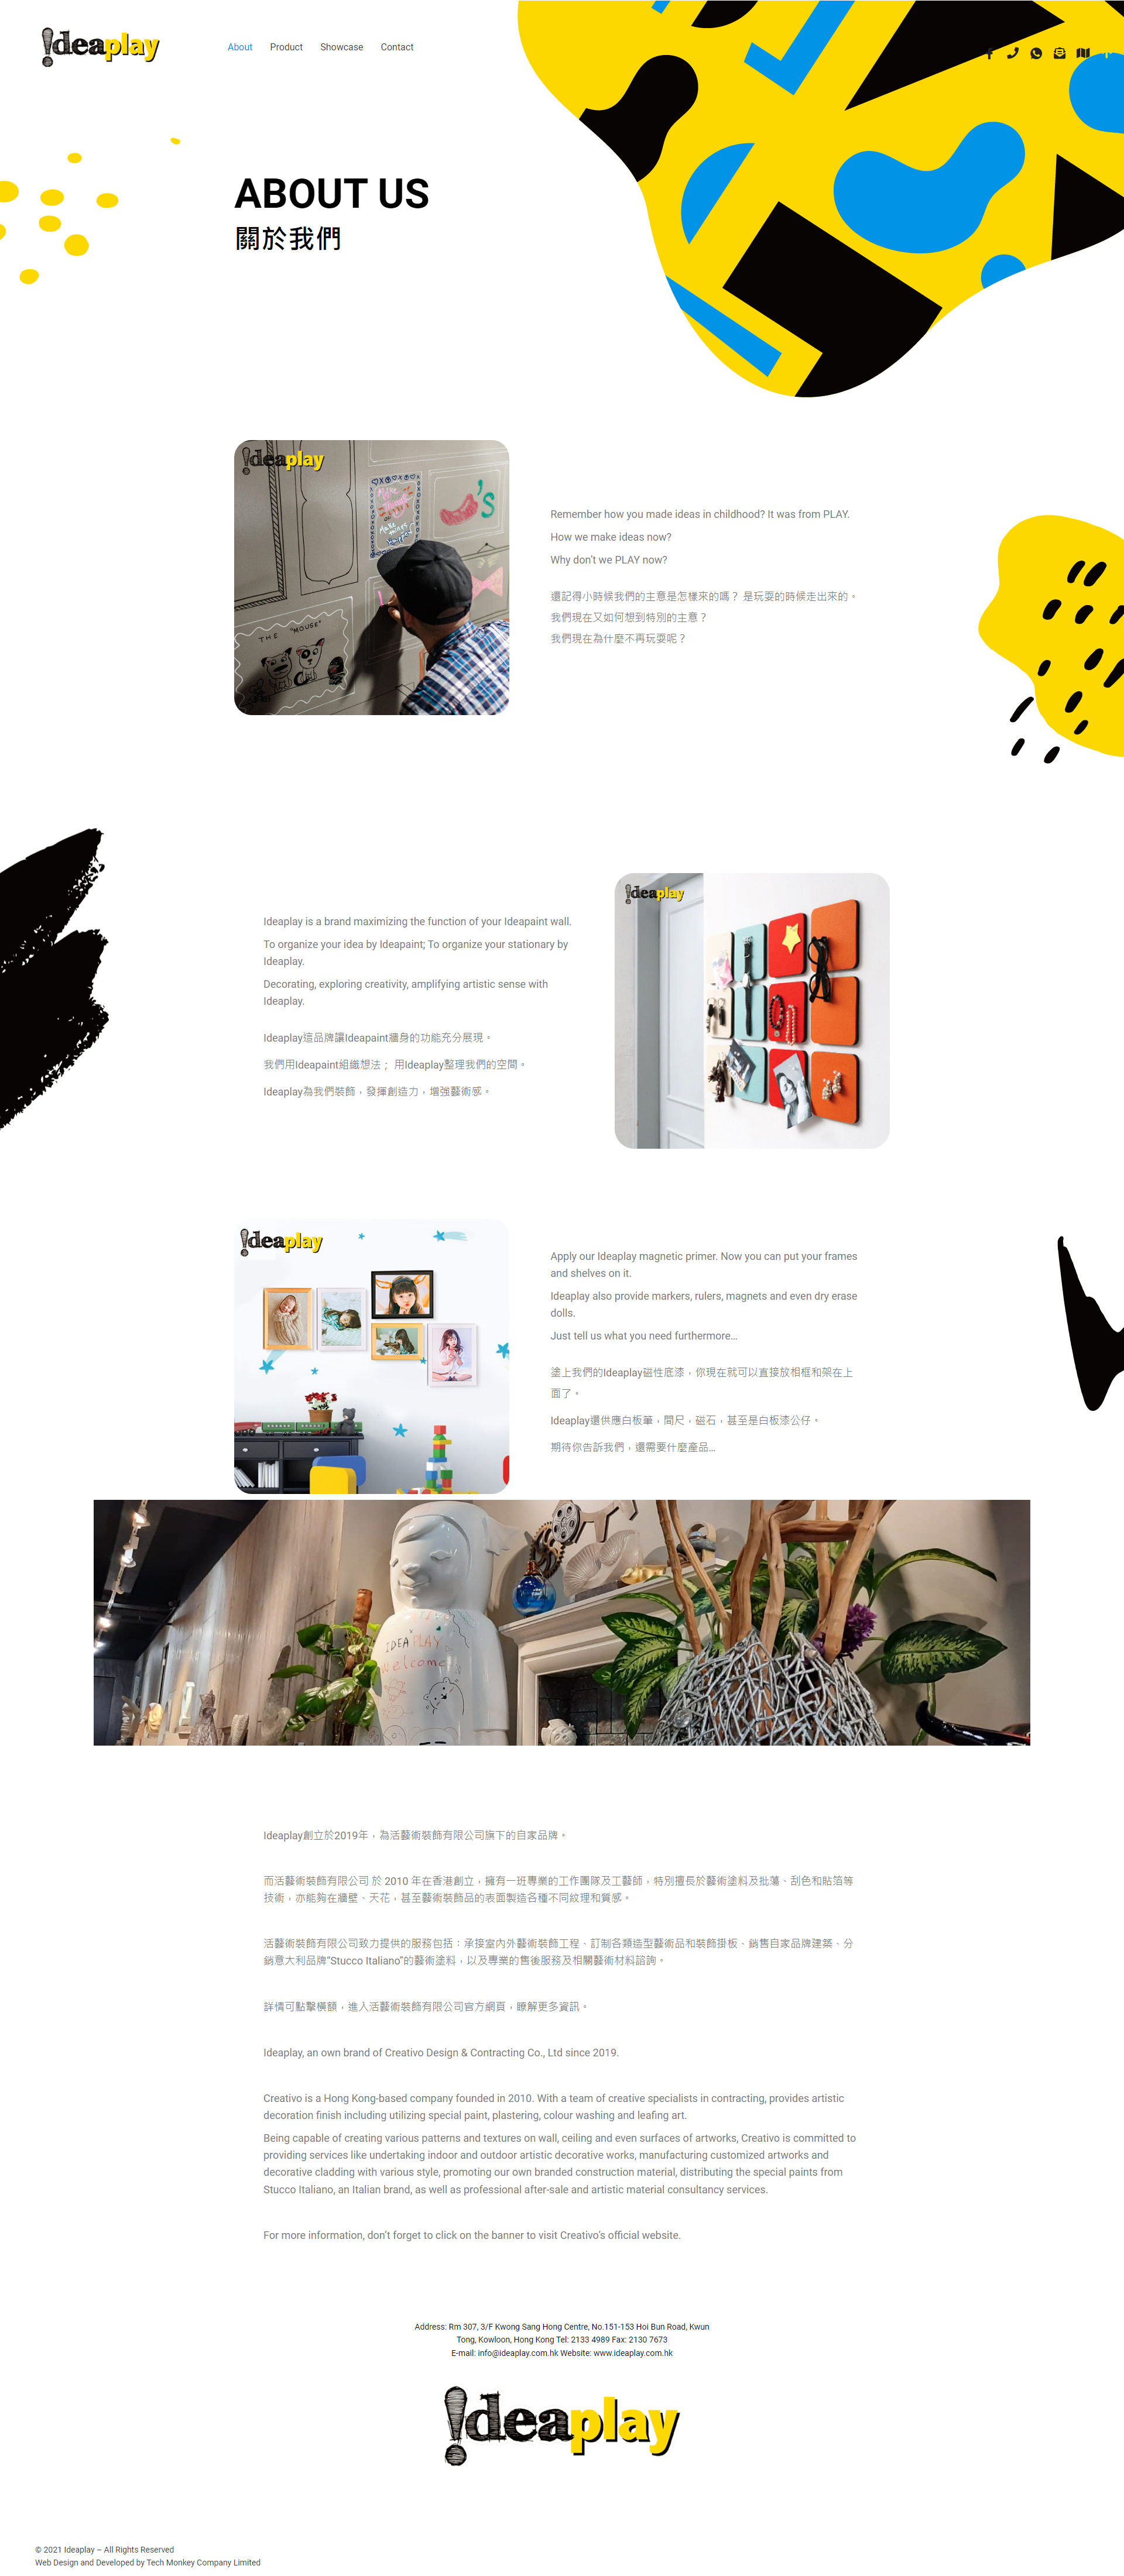 Ideaplay
About Product Showcase Contact
ABOUT US
關於我們
Ideaplay
THE "MOUSE"
Remember how you made ideas in childhood? It was from PLAY.
How we make ideas now?
Why don't we PLAY now?
還記得小時候我們的主意是怎樣來的嗎？ 是玩耍的時候走出來的。
我們現在又如何想到特別的主意？
我們現在為什麼不再玩耍呢？
Ideaplay
Ideaplay is a brand maximizing the function of your Ideapaint wall.
To organize your idea by Ideapaint; To organize your stationary by
Ideaplay.
Decorating, exploring creativity, amplifying artistic sense with
Ideaplay.
Ideaplay這品牌讓Ideapaint牆身的功能充分展現。
我們用Ideapaint組織想法； 用Ideaplay整理我們的空間。
Ideaplay為我們裝飾，發揮創造力，增強藝術感。
Ideaplay
Apply our Ideaplay magnetic primer. Now you can put your frames
and shelves on it.
Ideaplay also provide markers, rulers, magnets and even dry erase
dolls.
Just tell us what you need furthermore…
塗上我們的Ideaplay磁性底漆，你現在就可以直接放相框和架在上
面了。
Ideaplay還供應白板筆，間尺，磁石，甚至是白板漆公仔。
期待你告訴我們，還需要什麼產品…
IDEA PLAY
welcome
Ideaplay創立於2019年，為活藝術裝飾有限公司旗下的自家品牌。
而活藝術裝飾有限公司 於 2010 年在香港創立，擁有一班專業的工作團隊及工藝師，特別擅長於藝術塗料及批蕩、刮色和貼箔等
技術，亦能夠在牆壁、天花，甚至藝術裝飾品的表面製造各種不同紋理和質感。
活藝術裝飾有限公司致力提供的服務包括：承接室內外藝術裝飾工程、訂制各類造型藝術品和裝飾掛板、銷售自家品牌建築、分
銷意大利品牌“Stucco Italiano”的藝術塗料，以及專業的售後服務及相關藝術材料諮詢。
詳情可點擊橫額，進入活藝術裝飾有限公司官方網頁，瞭解更多資訊。
Ideaplay, an own brand of Creativo Design & Contracting Co., Ltd since 2019.
Creativo is a Hong Kong-based company founded in 2010. With a team of creative specialists in contracting, provides artistic
decoration finish including utilizing special paint, plastering, colour washing and leafing art.
Being capable of creating various patterns and textures on wall, ceiling and even surfaces of artworks, Creativo is committed to
providing services like undertaking indoor and outdoor artistic decorative works, manufacturing customized artworks and
decorative cladding with various style, promoting our own branded construction material, distributing the special paints from
Stucco Italiano, an Italian brand, as well as professional after-sale and artistic material consultancy services.
For more information, don't forget to click on the banner to visit Creativo's official website.
Address: Rm 307, 3/F Kwong Sang Hong Centre, No.151-153 Hoi Bun Road, Kwun
Tong, Kowloon, Hong Kong Tel: 2133 4989 Fax: 2130 7673
E-mail: info@ideaplay.com.hk Website: www.ideaplay.com.hk
Ideaplay
© 2021 Ideaplay – All Rights Reserved
Web Design and Developed by Tech Monkey Company Limited